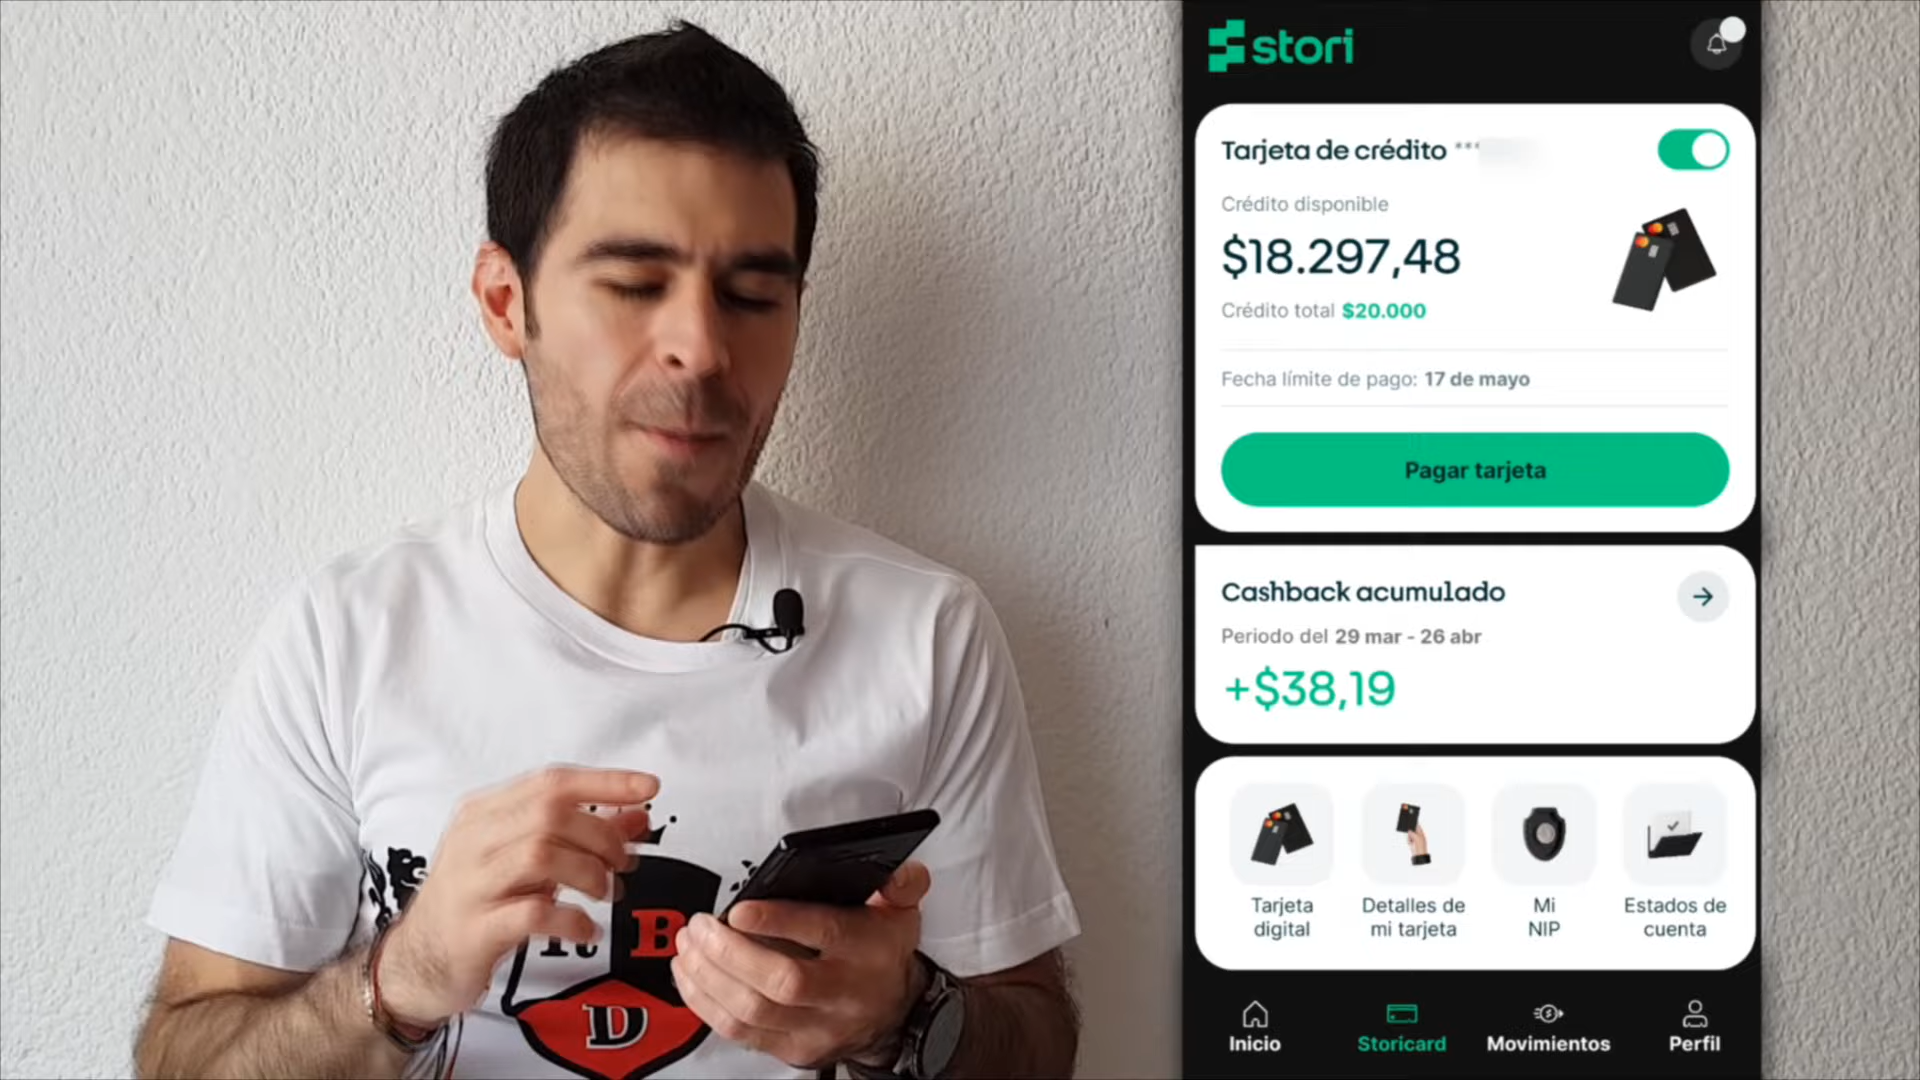 stori
Tarjeta de crédito ***
Crédito disponible
$18.297,48
Crédito total $20.000
Fecha límite de pago: 17 de mayo
Pagar tarjeta
Cashback acumulado
Periodo del 29 mar - 26 abr
+$38,19
Tarjeta digital
Detalles de mi tarjeta
Mi NIP
Estados de cuenta
Inicio
Storicard
Movimientos
Perfil
B
D